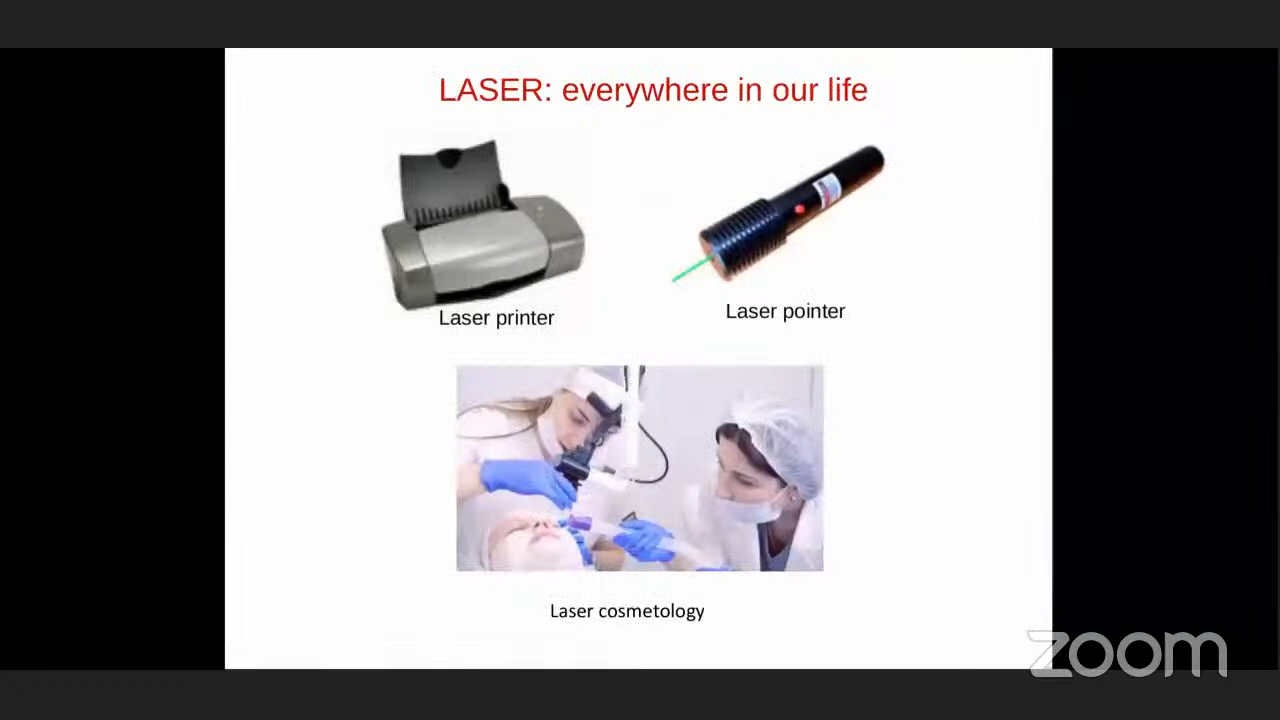 LASER: everywhere in our life
Laser printer
Laser pointer
Laser cosmetology
zoom